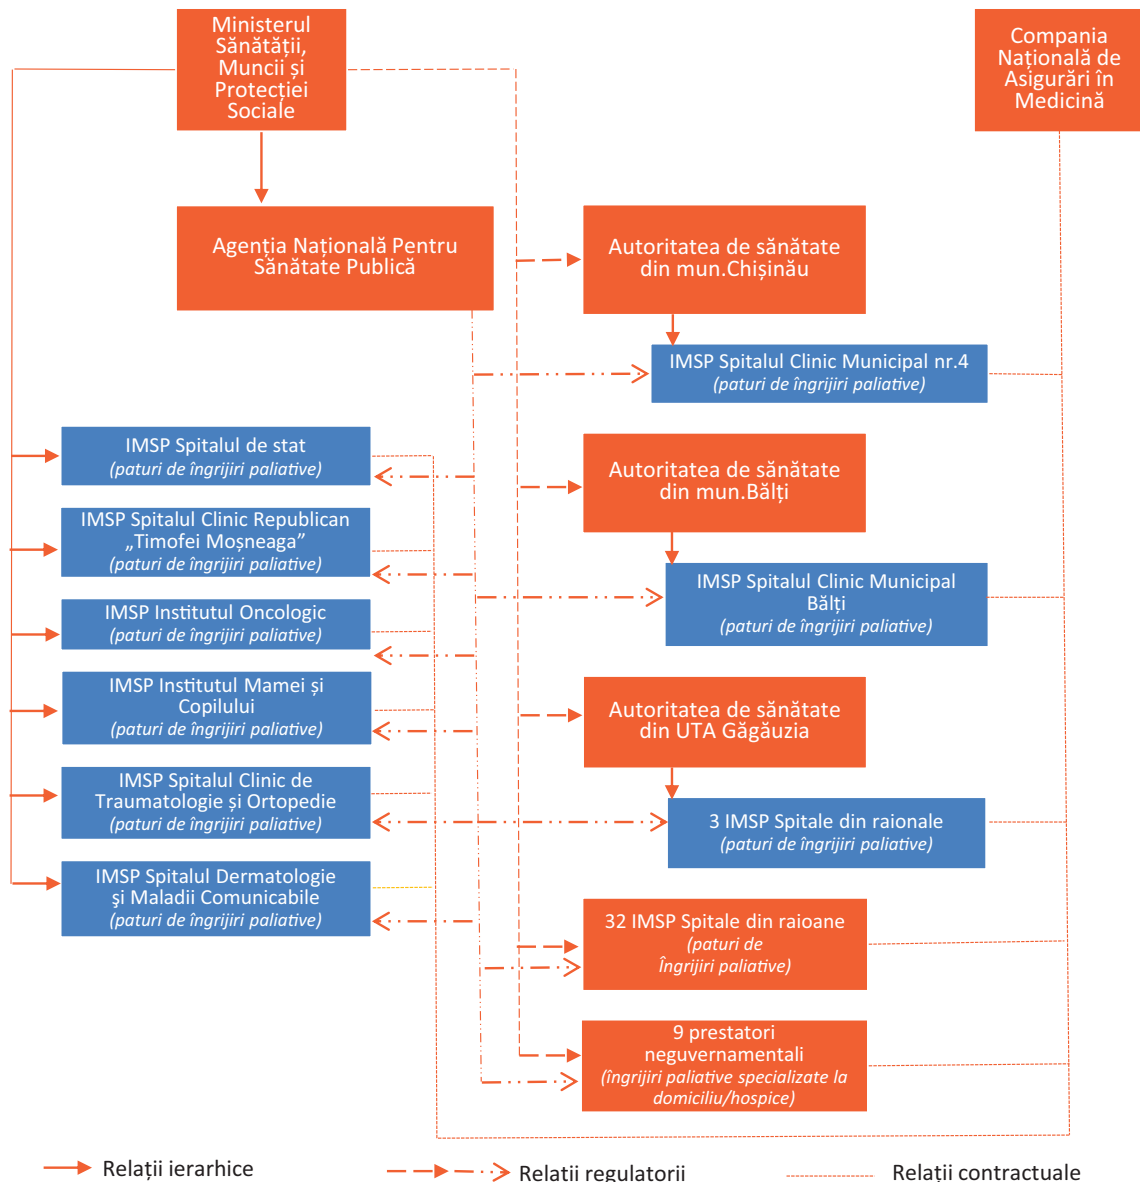 Ministerul
Sănătății,
Muncii și
Protecției
Sociale
Compania
Națională de
Asigurări în
Medicină
Agenția Națională Pentru
Sănătate Publică
Autoritatea de sănătate
din mun.Chișinău
IMSP Spitalul Clinic Municipal nr.4
(paturi de îngrijiri paliative)
IMSP Spitalul de stat
(paturi de îngrijiri paliative)
Autoritatea de sănătate
din mun.Bălți
IMSP Spitalul Clinic Republican
„Timofei Moșneaga”
(paturi de îngrijiri paliative)
IMSP Spitalul Clinic Municipal
Bălți
(paturi de îngrijiri paliative)
IMSP Institutul Oncologic
(paturi de îngrijiri paliative)
IMSP Institutul Mamei și
Copilului
(paturi de îngrijiri paliative)
Autoritatea de sănătate
din UTA Găgăuzia
IMSP Spitalul Clinic de
Traumatologie și Ortopedie
(paturi de îngrijiri paliative)
3 IMSP Spitale din raionale
(paturi de îngrijiri paliative)
IMSP Spitalul Dermatologie
şi Maladii Comunicabile
(paturi de îngrijiri paliative)
32 IMSP Spitale din raioane
(paturi de
Îngrijiri paliative)
9 prestatori
neguvernamentali
(îngrijiri paliative specializate la
domiciliu/hospice)
Relații ierarhice
Relatii regulatorii
Relații contractuale